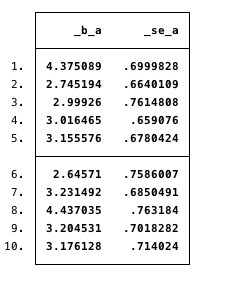 _b_a _se_a
1. 4.375089 .6999828
2. 2.745194 .6640109
3. 2.99926 .7614808
4. 3.016465 .659076
5. 3.155576 .6780424
6. 2.64571 .7586007
7. 3.231492 .6850491
8. 4.437035 .763184
9. 3.204531 .7018282
10. 3.176128 .714024